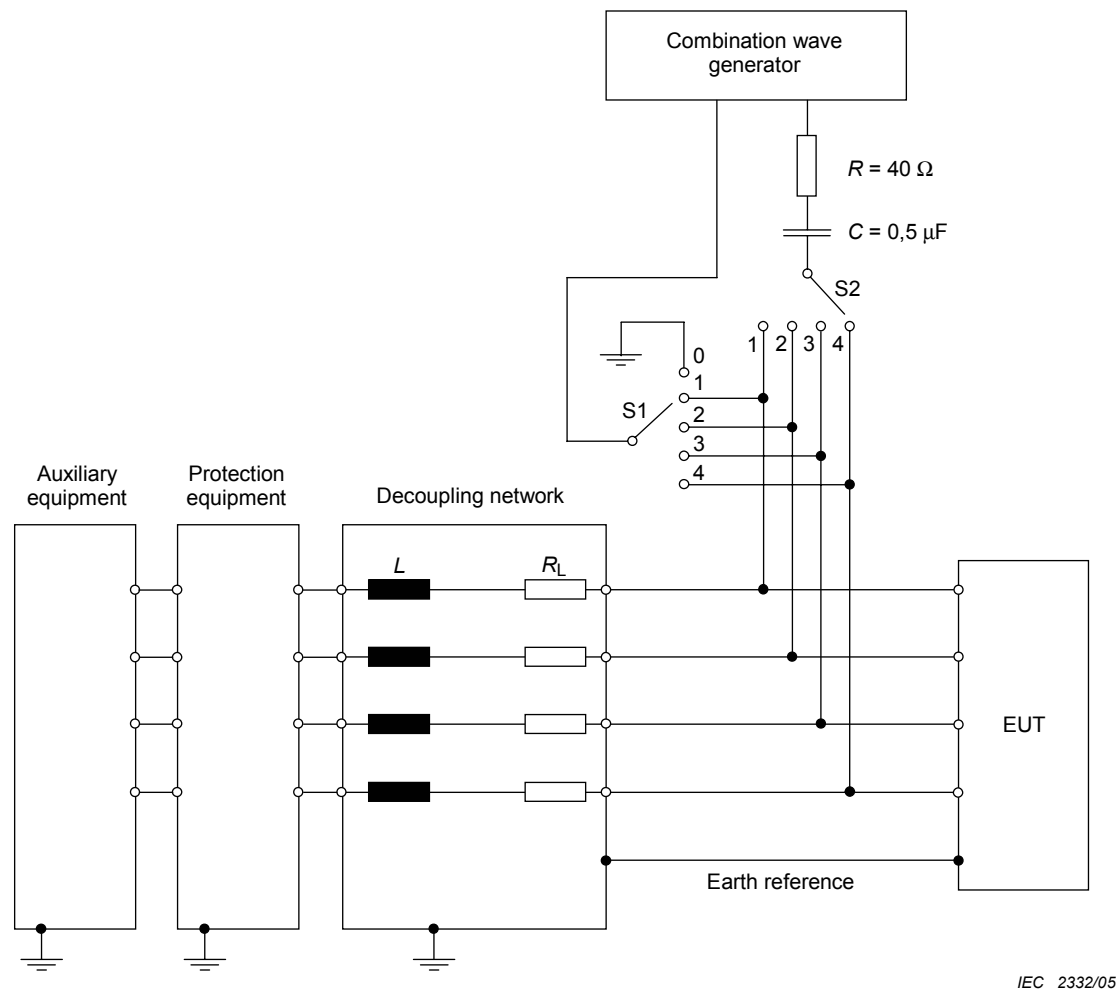 Combination wave
generator
R = 40 Ω
C = 0,5 μF
S2
1 2 3 4
0
1
S1
2
3
4
Auxiliary
equipment
Protection
equipment
Decoupling network
L
RL
EUT
Earth reference
IEC 2332/05